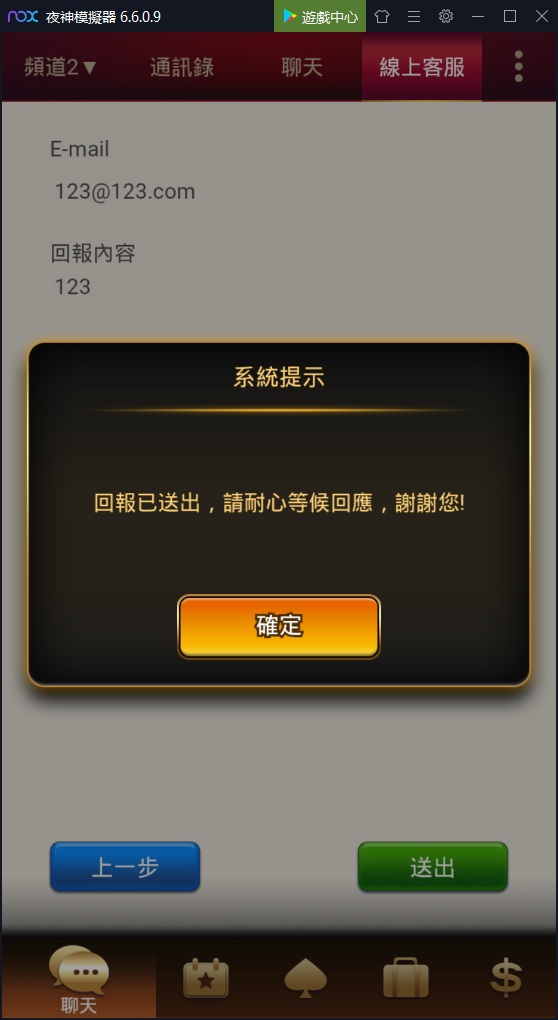 nox 夜神模擬器 6.6.0.9
遊戲中心
頻道2▼ 通訊錄 聊天 線上客服
E-mail
123@123.com
回報內容
123
系統提示
回報已送出，請耐心等候回應，謝謝您!
確定
上一步 送出
聊天